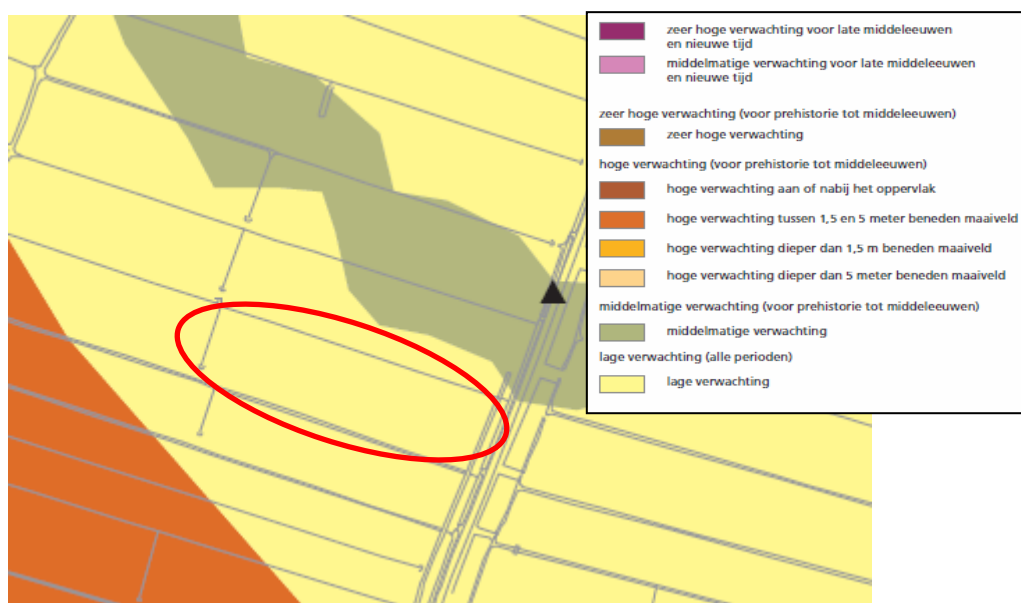 zeer hoge verwachting voor late middeleeuwen
en nieuwe tijd
middelmatige verwachting voor late middeleeuwen
en nieuwe tijd
zeer hoge verwachting (voor prehistorie tot middeleeuwen)
zeer hoge verwachting
hoge verwachting (voor prehistorie tot middeleeuwen)
hoge verwachting aan of nabij het oppervlak
hoge verwachting tussen 1,5 en 5 meter beneden maaiveld
hoge verwachting dieper dan 1,5 m beneden maaiveld
hoge verwachting dieper dan 5 meter beneden maaiveld
middelmatige verwachting (voor prehistorie tot middeleeuwen)
middelmatige verwachting
lage verwachting (alle perioden)
lage verwachting